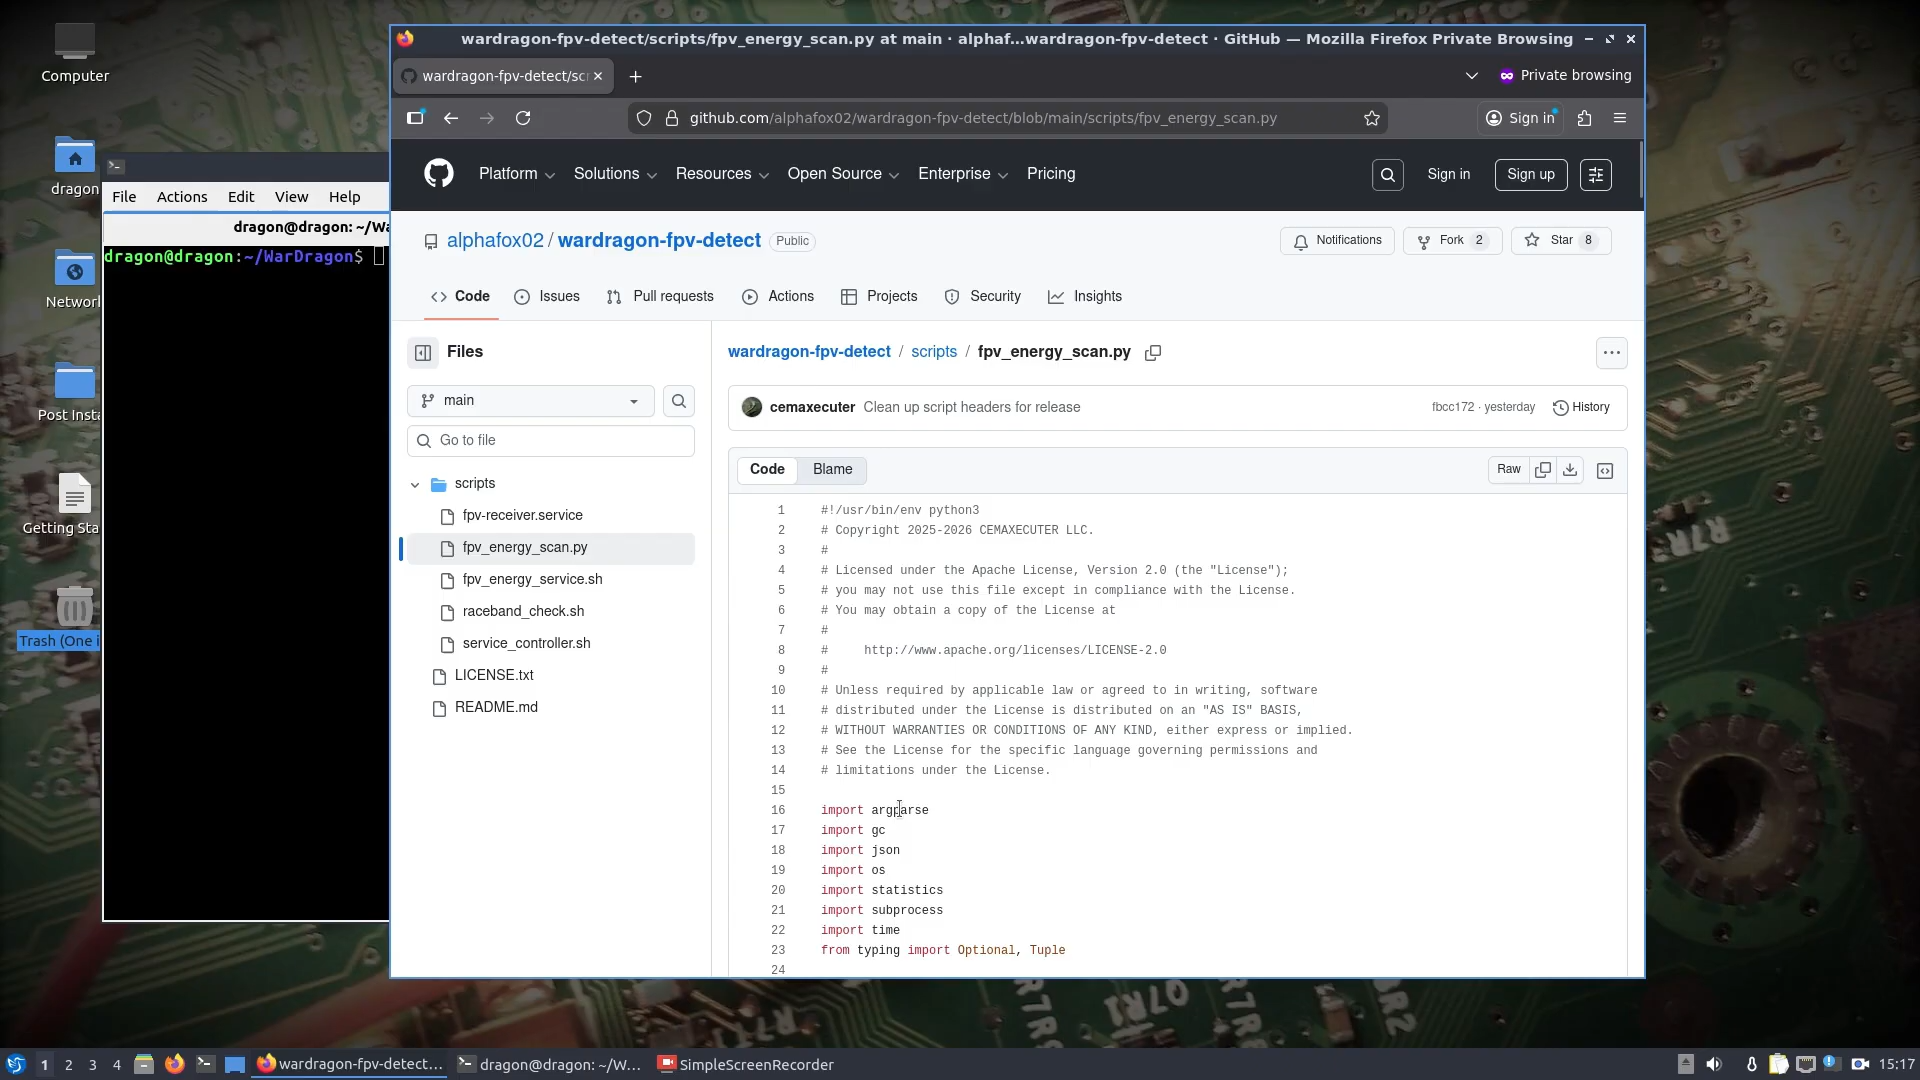 Computer
dragon
Networ
Post Insta
Getting Sta
Trash (One i
File Actions Edit View Help
dragon@dragon: ~/Wa
dragon@dragon:~/WarDragon$
wardragon-fpv-detect/scripts/fpv_energy_scan.py at main · alphaf…wardragon-fpv-detect · GitHub — Mozilla Firefox Private Browsing
wardragon-fpv-detect/sc
Private browsing
github.com/alphafox02/wardragon-fpv-detect/blob/main/scripts/fpv_energy_scan.py
Sign in
Platform Solutions Resources Open Source Enterprise Pricing
Sign in Sign up
alphafox02 / wardragon-fpv-detect Public
Notifications Fork 2 Star 8
Code Issues Pull requests Actions Projects Security Insights
Files
main
Go to file
scripts
fpv-receiver.service
fpv_energy_scan.py
fpv_energy_service.sh
raceband_check.sh
service_controller.sh
LICENSE.txt
README.md
wardragon-fpv-detect / scripts / fpv_energy_scan.py
cemaxecuter Clean up script headers for release fbcc172 · yesterday History
Code Blame Raw
1 #!/usr/bin/env python3
2 # Copyright 2025-2026 CEMAXECUTER LLC.
3 #
4 # Licensed under the Apache License, Version 2.0 (the "License");
5 # you may not use this file except in compliance with the License.
6 # You may obtain a copy of the License at
7 #
8 #     http://www.apache.org/licenses/LICENSE-2.0
9 #
10 # Unless required by applicable law or agreed to in writing, software
11 # distributed under the License is distributed on an "AS IS" BASIS,
12 # WITHOUT WARRANTIES OR CONDITIONS OF ANY KIND, either express or implied.
13 # See the License for the specific language governing permissions and
14 # limitations under the License.
15
16 import argparse
17 import gc
18 import json
19 import os
20 import statistics
21 import subprocess
22 import time
23 from typing import Optional, Tuple
24
1 2 3 4 wardragon-fpv-detect... dragon@dragon: ~/W... SimpleScreenRecorder 15:17